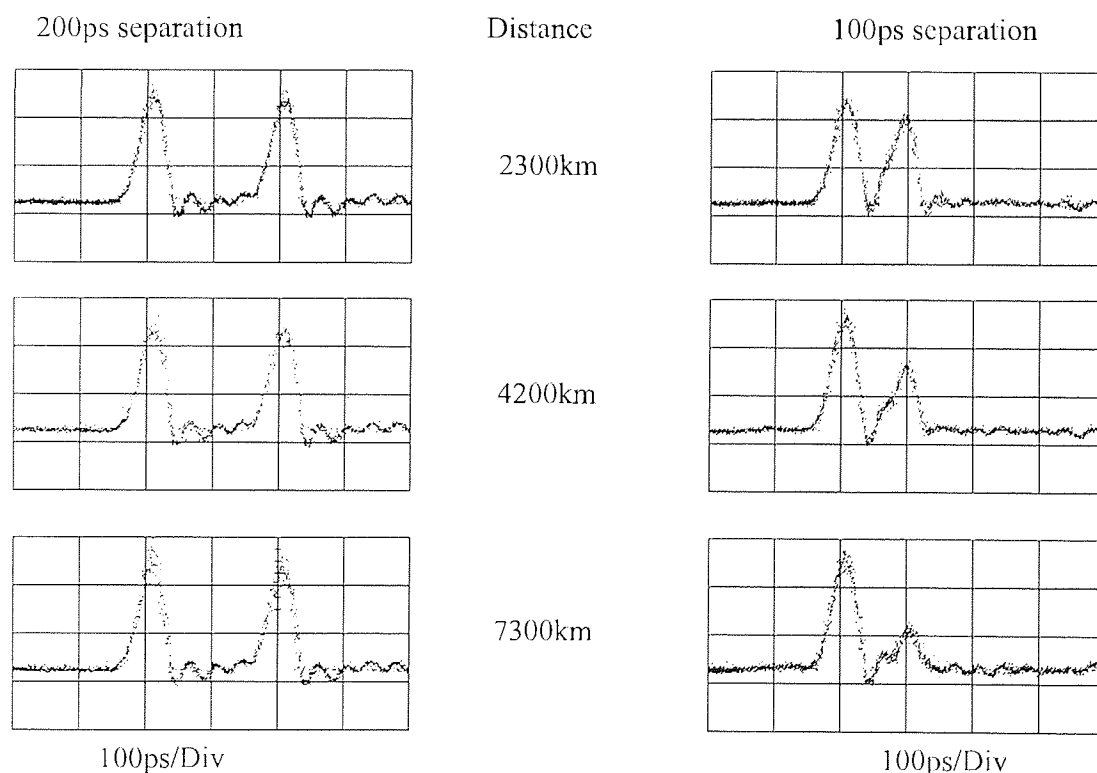 200ps separation
Distance
100ps separation
2300km
4200km
7300km
100ps/Div
100ps/Div